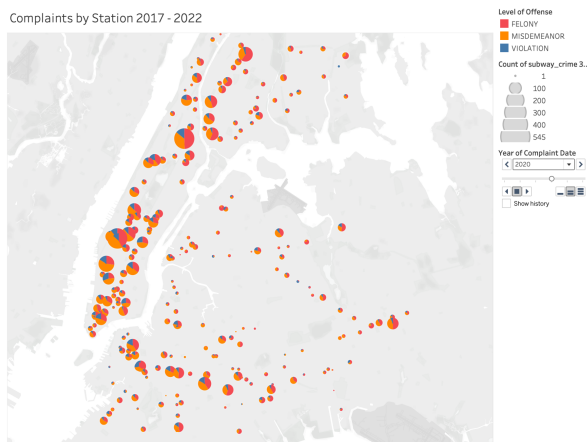 Complaints by Station 2017 - 2022
Level of Offense
FELONY
MISDEMEANOR
VIOLATION
Count of subway_crime 3..
1
100
200
300
400
545
Year of Complaint Date
2020
Show history